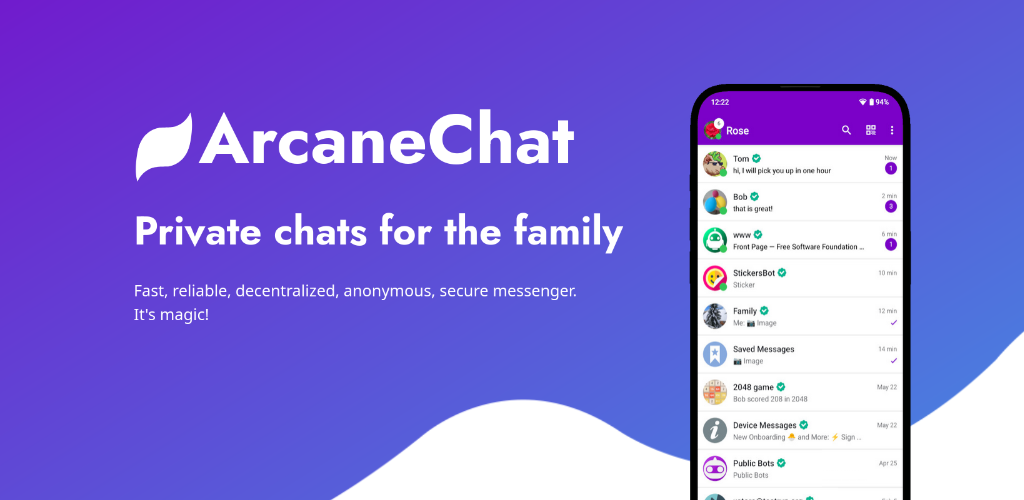 ArcaneChat
Private chats for the family
Fast, reliable, decentralized, anonymous, secure messenger.
It's magic!
12:22
94%
Rose
Tom
Now
hi, I will pick you up in one hour
1
Bob
2 min
that is great!
3
www
6 min
Front Page – Free Software Foundation ...
1
StickersBot
10 min
Sticker
Family
12 min
Me: 📷 Image
Saved Messages
14 min
📷 Image
2048 game
May 22
Bob scored 208 in 2048
Device Messages
May 22
New Onboarding 🐣 and More: ⚡ Sign ..
Public Bots
Apr 25
Public Bots